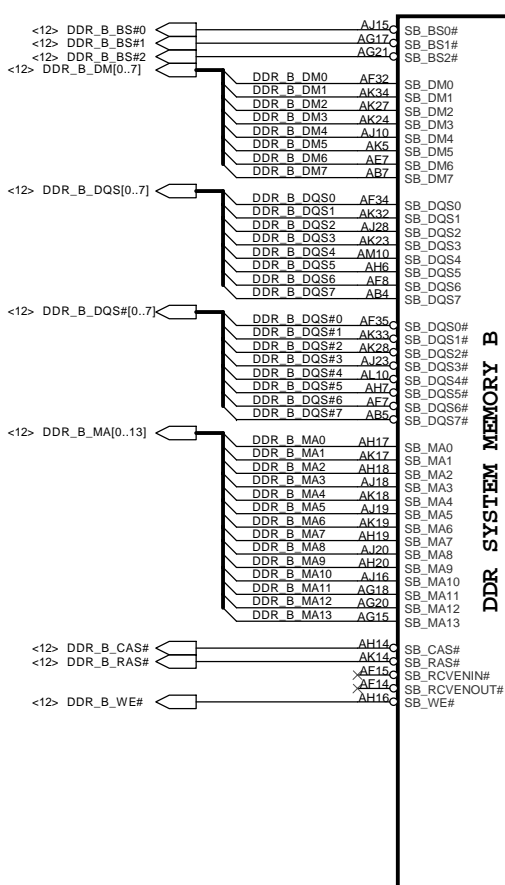 <12> DDR_B_BS#0 AJ15 SB_BS0#
<12> DDR_B_BS#1 AG17 SB_BS1#
<12> DDR_B_BS#2 AG21 SB_BS2#
<12> DDR_B_DM[0..7]
DDR_B_DM0 AF32 SB_DM0
DDR_B_DM1 AK34 SB_DM1
DDR_B_DM2 AK27 SB_DM2
DDR_B_DM3 AK24 SB_DM3
DDR_B_DM4 AJ10 SB_DM4
DDR_B_DM5 AK5 SB_DM5
DDR_B_DM6 AE7 SB_DM6
DDR_B_DM7 AB7 SB_DM7
<12> DDR_B_DQS[0..7]
DDR_B_DQS0 AF34 SB_DQS0
DDR_B_DQS1 AK32 SB_DQS1
DDR_B_DQS2 AJ28 SB_DQS2
DDR_B_DQS3 AK23 SB_DQS3
DDR_B_DQS4 AM10 SB_DQS4
DDR_B_DQS5 AH6 SB_DQS5
DDR_B_DQS6 AF8 SB_DQS6
DDR_B_DQS7 AB4 SB_DQS7
<12> DDR_B_DQS#[0..7]
DDR_B_DQS#0 AF35 SB_DQS0#
DDR_B_DQS#1 AK33 SB_DQS1#
DDR_B_DQS#2 AK28 SB_DQS2#
DDR_B_DQS#3 AJ23 SB_DQS3#
DDR_B_DQS#4 AL10 SB_DQS4#
DDR_B_DQS#5 AH7 SB_DQS5#
DDR_B_DQS#6 AF7 SB_DQS6#
DDR_B_DQS#7 AB5 SB_DQS7#
<12> DDR_B_MA[0..13]
DDR_B_MA0 AH17 SB_MA0
DDR_B_MA1 AK17 SB_MA1
DDR_B_MA2 AH18 SB_MA2
DDR_B_MA3 AJ18 SB_MA3
DDR_B_MA4 AK18 SB_MA4
DDR_B_MA5 AJ19 SB_MA5
DDR_B_MA6 AK19 SB_MA6
DDR_B_MA7 AH19 SB_MA7
DDR_B_MA8 AJ20 SB_MA8
DDR_B_MA9 AH20 SB_MA9
DDR_B_MA10 AJ16 SB_MA10
DDR_B_MA11 AG18 SB_MA11
DDR_B_MA12 AG20 SB_MA12
DDR_B_MA13 AG15 SB_MA13
<12> DDR_B_CAS# AH14 SB_CAS#
<12> DDR_B_RAS# AK14 SB_RAS#
AF15 SB_RCVENIN#
AF14 SB_RCVENOUT#
<12> DDR_B_WE# AH16 SB_WE#
DDR SYSTEM MEMORY B